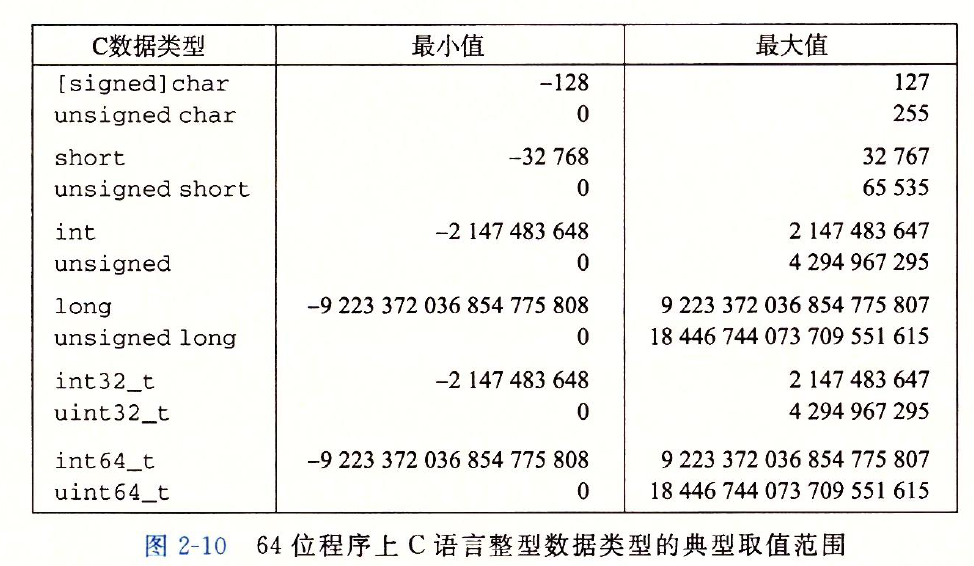 C数据类型 最小值 最大值
[signed]char -128 127
unsigned char 0 255
short -32 768 32 767
unsigned short 0 65 535
int -2 147 483 648 2 147 483 647
unsigned 0 4 294 967 295
long -9 223 372 036 854 775 808 9 223 372 036 854 775 807
unsigned long 0 18 446 744 073 709 551 615
int32_t -2 147 483 648 2 147 483 647
uint32_t 0 4 294 967 295
int64_t -9 223 372 036 854 775 808 9 223 372 036 854 775 807
uint64_t 0 18 446 744 073 709 551 615
图 2-10 64 位程序上 C 语言整型数据类型的典型取值范围